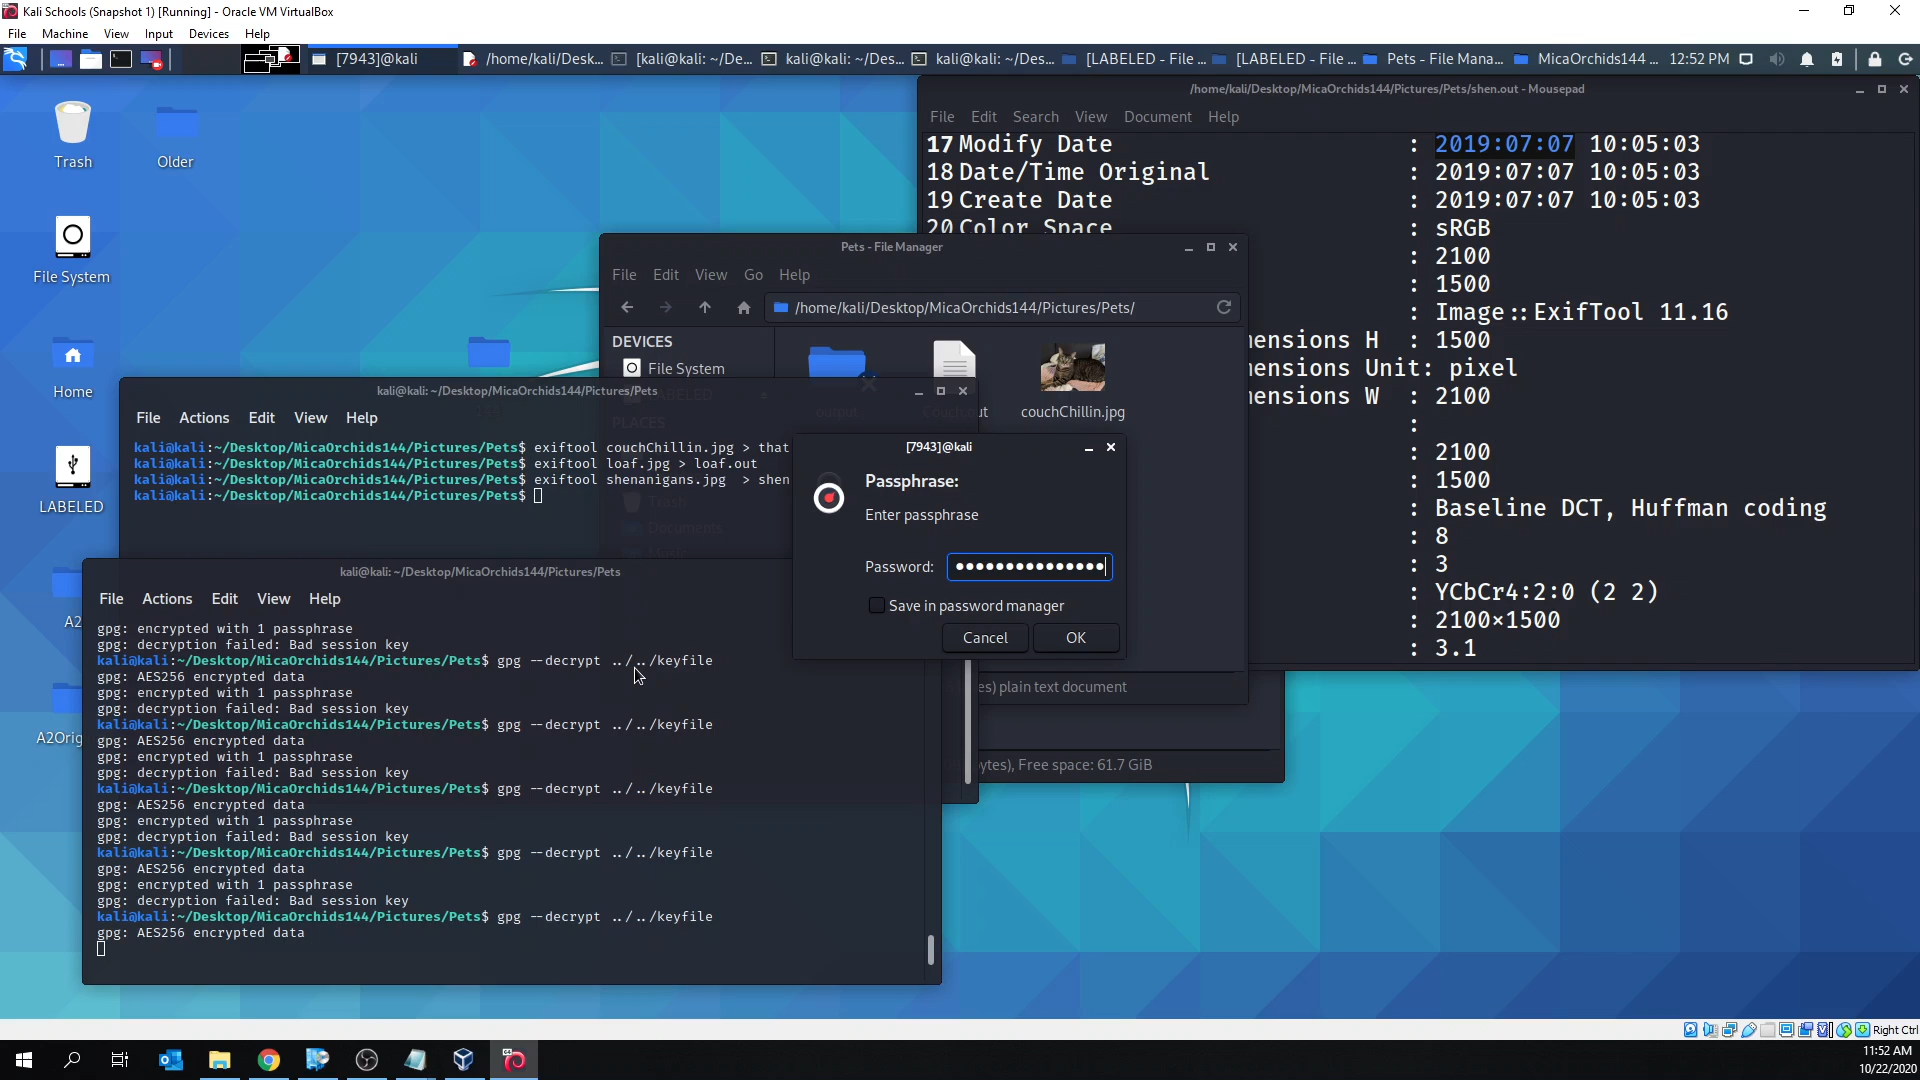 Kali Schools (Snapshot 1) [Running] - Oracle VM VirtualBox
File Machine View Input Devices Help
[7943]@kali /home/kali/Desk... [kali@kali: ~/De... kali@kali: ~/Des... kali@kali: ~/Des... [LABELED - File ... [LABELED - File ... Pets - File Mana... MicaOrchids144 ... 12:52 PM
Trash
Older
File System
Home
LABELED
A2
A2Orig
/home/kali/Desktop/MicaOrchids144/Pictures/Pets/shen.out - Mousepad
File Edit Search View Document Help
17 Modify Date : 2019:07:07 10:05:03
18 Date/Time Original : 2019:07:07 10:05:03
19 Create Date : 2019:07:07 10:05:03
20 Color Space : sRGB
: 2100
: 1500
: Image::ExifTool 11.16
ensions H : 1500
ensions Unit: pixel
ensions W : 2100
:
: 2100
: 1500
: Baseline DCT, Huffman coding
: 8
: 3
: YCbCr4:2:0 (2 2)
: 2100×1500
: 3.1
Pets - File Manager
File Edit View Go Help
/home/kali/Desktop/MicaOrchids144/Pictures/Pets/
DEVICES
File System
LABELED
PLACES
Trash
Documents
output
couchChillin.jpg
es) plain text document
ytes), Free space: 61.7 GiB
kali@kali: ~/Desktop/MicaOrchids144/Pictures/Pets
File Actions Edit View Help
kali@kali:~/Desktop/MicaOrchids144/Pictures/Pets$ exiftool couchChillin.jpg > that
kali@kali:~/Desktop/MicaOrchids144/Pictures/Pets$ exiftool loaf.jpg > loaf.out
kali@kali:~/Desktop/MicaOrchids144/Pictures/Pets$ exiftool shenanigans.jpg > shen
kali@kali:~/Desktop/MicaOrchids144/Pictures/Pets$
[7943]@kali
Passphrase:
Enter passphrase
Password:
Save in password manager
Cancel OK
kali@kali: ~/Desktop/MicaOrchids144/Pictures/Pets
File Actions Edit View Help
gpg: encrypted with 1 passphrase
gpg: decryption failed: Bad session key
kali@kali:~/Desktop/MicaOrchids144/Pictures/Pets$ gpg --decrypt ../../keyfile
gpg: AES256 encrypted data
gpg: encrypted with 1 passphrase
gpg: decryption failed: Bad session key
kali@kali:~/Desktop/MicaOrchids144/Pictures/Pets$ gpg --decrypt ../../keyfile
gpg: AES256 encrypted data
gpg: encrypted with 1 passphrase
gpg: decryption failed: Bad session key
kali@kali:~/Desktop/MicaOrchids144/Pictures/Pets$ gpg --decrypt ../../keyfile
gpg: AES256 encrypted data
gpg: encrypted with 1 passphrase
gpg: decryption failed: Bad session key
kali@kali:~/Desktop/MicaOrchids144/Pictures/Pets$ gpg --decrypt ../../keyfile
gpg: AES256 encrypted data
gpg: encrypted with 1 passphrase
gpg: decryption failed: Bad session key
kali@kali:~/Desktop/MicaOrchids144/Pictures/Pets$ gpg --decrypt ../../keyfile
gpg: AES256 encrypted data
Right Ctrl
11:52 AM
10/22/2020